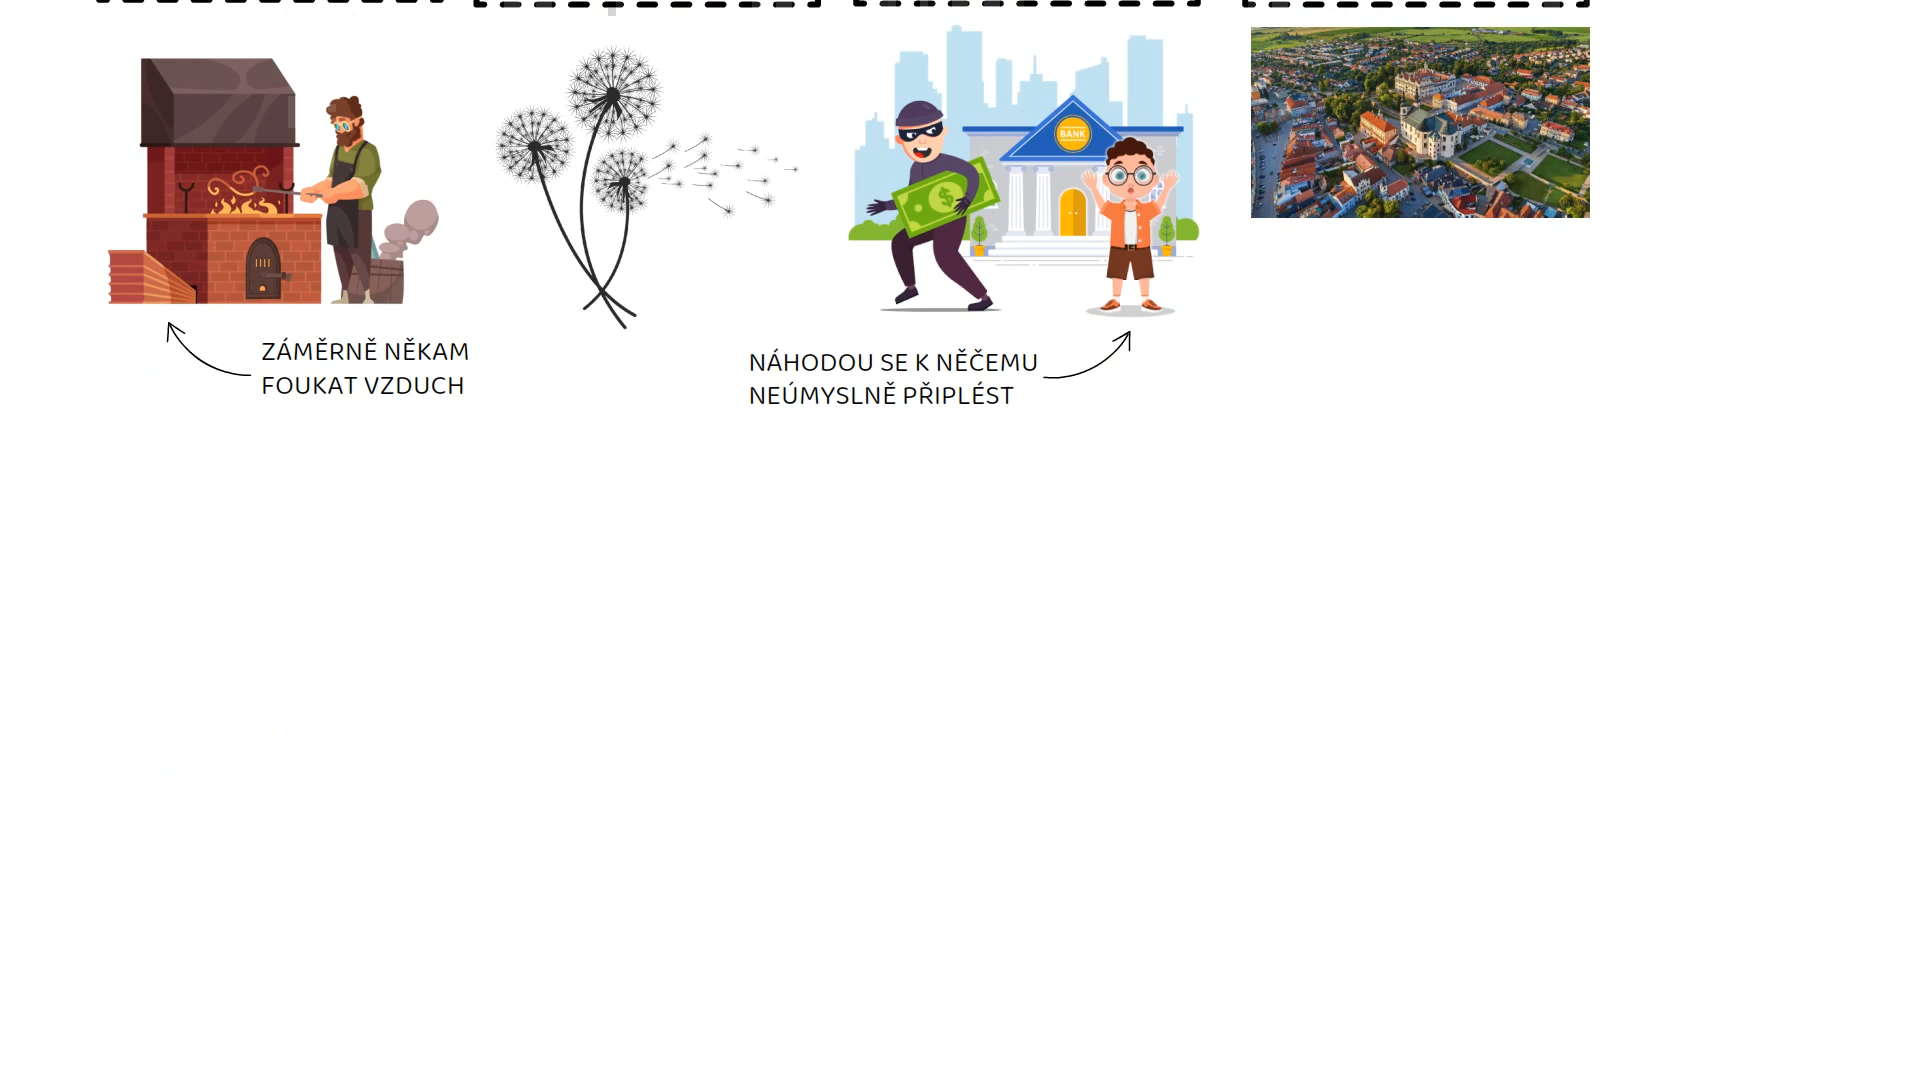 BANK
ZÁMĚRNĚ NĚKAM
FOUKAT VZDUCH
NÁHODOU SE K NĚČEMU
NEÚMYSLNĚ PŘIPLÉST